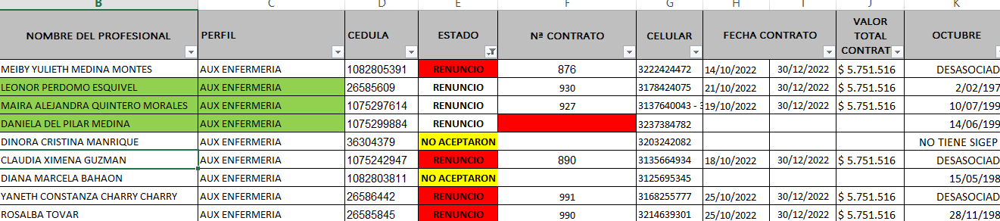 B C D E F G H I J K
NOMBRE DEL PROFESIONAL PERFIL CEDULA ESTADO Nª CONTRATO CELULAR FECHA CONTRATO VALOR TOTAL CONTRAT OCTUBRE
MEIBY YULIETH MEDINA MONTES AUX ENFERMERIA 1082805391 RENUNCIO 876 3222424472 14/10/2022 30/12/2022 $ 5.751.516 DESASOCIAD
LEONOR PERDOMO ESQUIVEL AUX ENFERMERIA 26585609 RENUNCIO 930 3178424075 21/10/2022 30/12/2022 $ 5.751.516 2/02/197
MAIRA ALEJANDRA QUINTERO MORALES AUX ENFERMERIA 1075297614 RENUNCIO 927 3137640043 - 3 19/10/2022 30/12/2022 $ 5.751.516 10/07/199
DANIELA DEL PILAR MEDINA AUX ENFERMERIA 1075299884 RENUNCIO 3237384782 14/06/199
DINORA CRISTINA MANRIQUE AUX ENFERMERIA 36304379 NO ACEPTARON 3203242082 NO TIENE SIGEP
CLAUDIA XIMENA GUZMAN AUX ENFERMERIA 1075242947 RENUNCIO 890 3135664934 18/10/2022 30/12/2022 $ 5.751.516 DESASOCIAD
DIANA MARCELA BAHAON AUX ENFERMERIA 1082803811 NO ACEPTARON 3125695345 15/05/198
YANETH CONSTANZA CHARRY CHARRY AUX ENFERMERIA 26586442 RENUNCIO 991 3168255777 25/10/2022 30/12/2022 $ 5.751.516 DESASOCIAD
ROSALBA TOVAR AUX ENFERMERIA 26585845 RENUNCIO 990 3214639301 25/10/2022 30/12/2022 $ 5.751.516 28/11/198